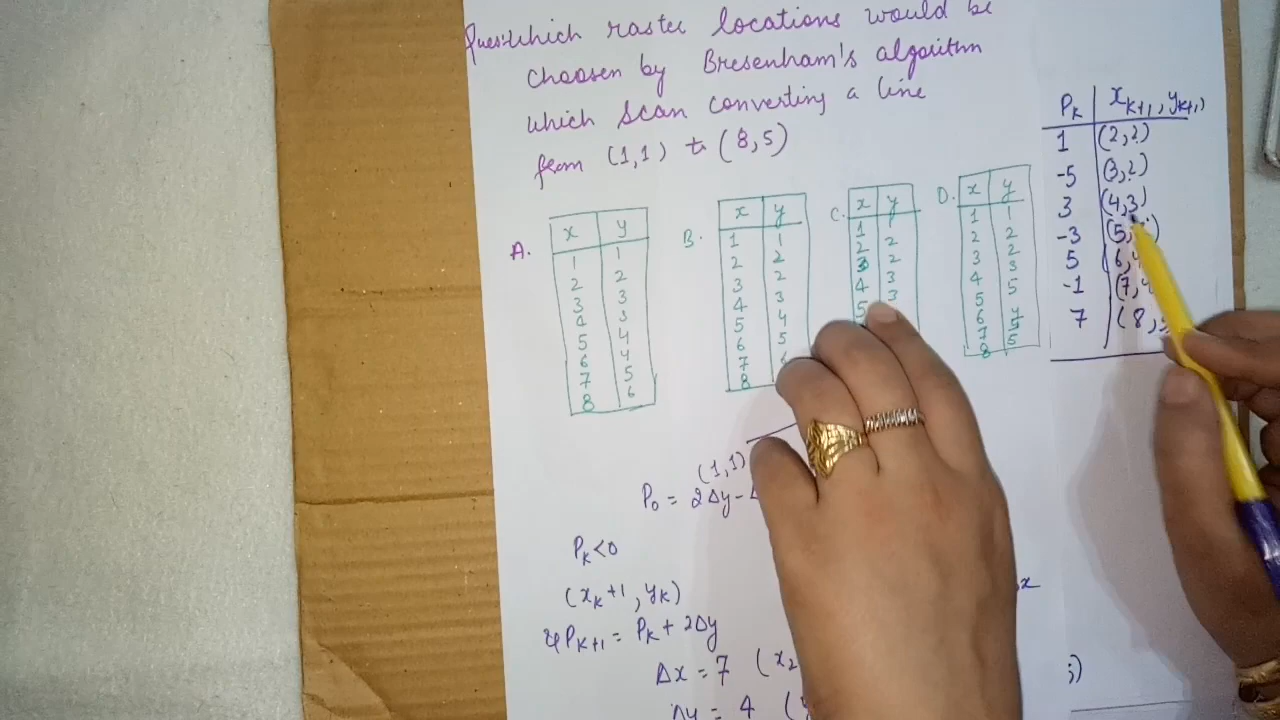 Ques:- Which raster locations would be
choosen by Bresenham's algorithm
which scan converting a line
from (1,1) to (8,5)
A.
x y
1 1
2 2
3 3
4 3
5 4
6 4
7 5
8 6
B.
x y
1 1
2 2
3 2
4 3
5 4
6 5
7
8
C.
x y
1 1
2 2
3 2
4 3
5 3
D.
x y
1 1
2 2
3 2
4 3
5 5
6
7
8 5
Pk xk+1, yk+1)
1 (2,2)
-5 (3,2)
3 (4,3)
-3 (5,
5 (6,
-1 (7,
7 (8,
(1,1)
P0 = 2Δy-
Pk<0
(xk+1, yk)
& Pk+1 = Pk + 2Δy
Δx = 7 (x2
Δy = 4
;)